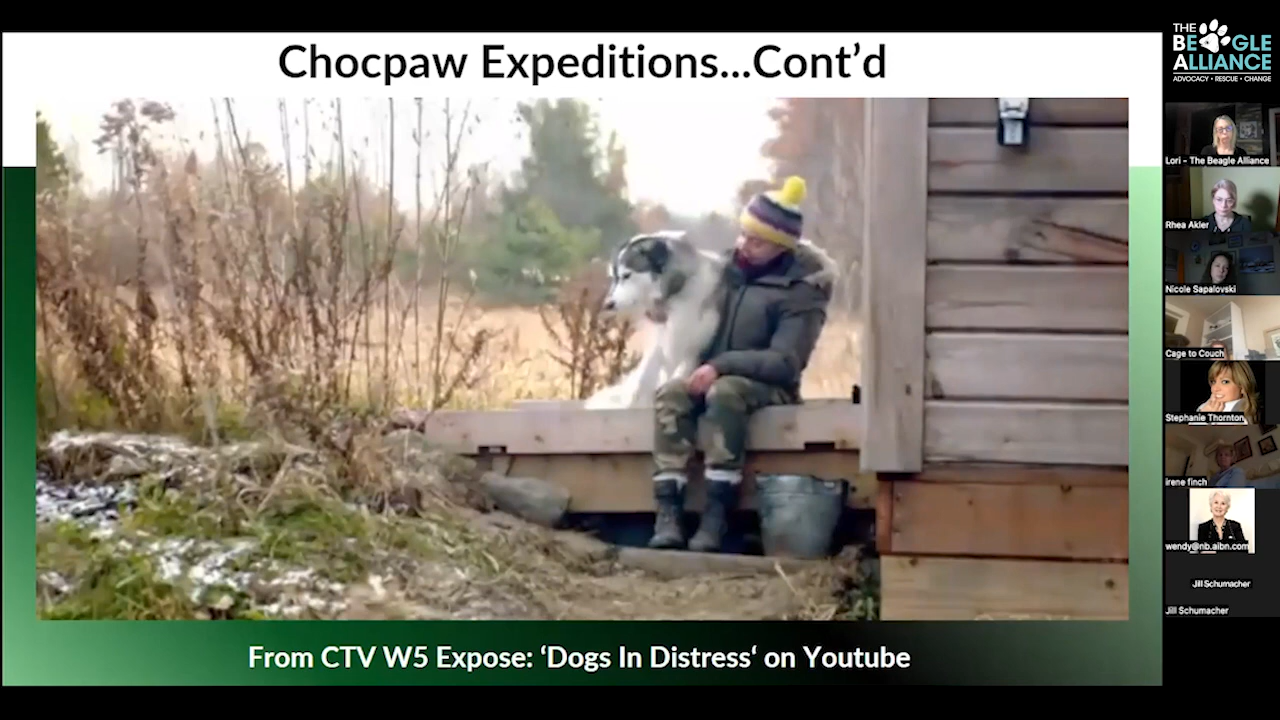 Chocpaw Expeditions...Cont'd
From CTV W5 Expose: 'Dogs In Distress' on Youtube
THE
BEAGLE
ALLIANCE
ADVOCACY • RESCUE • CHANGE
Lori - The Beagle Alliance
Rhea Akler
Nicole Sapalovski
Cage to Couch
Stephanie Thornton
irene finch
wendy@nb.aibn.com
Jill Schumacher
Jill Schumacher